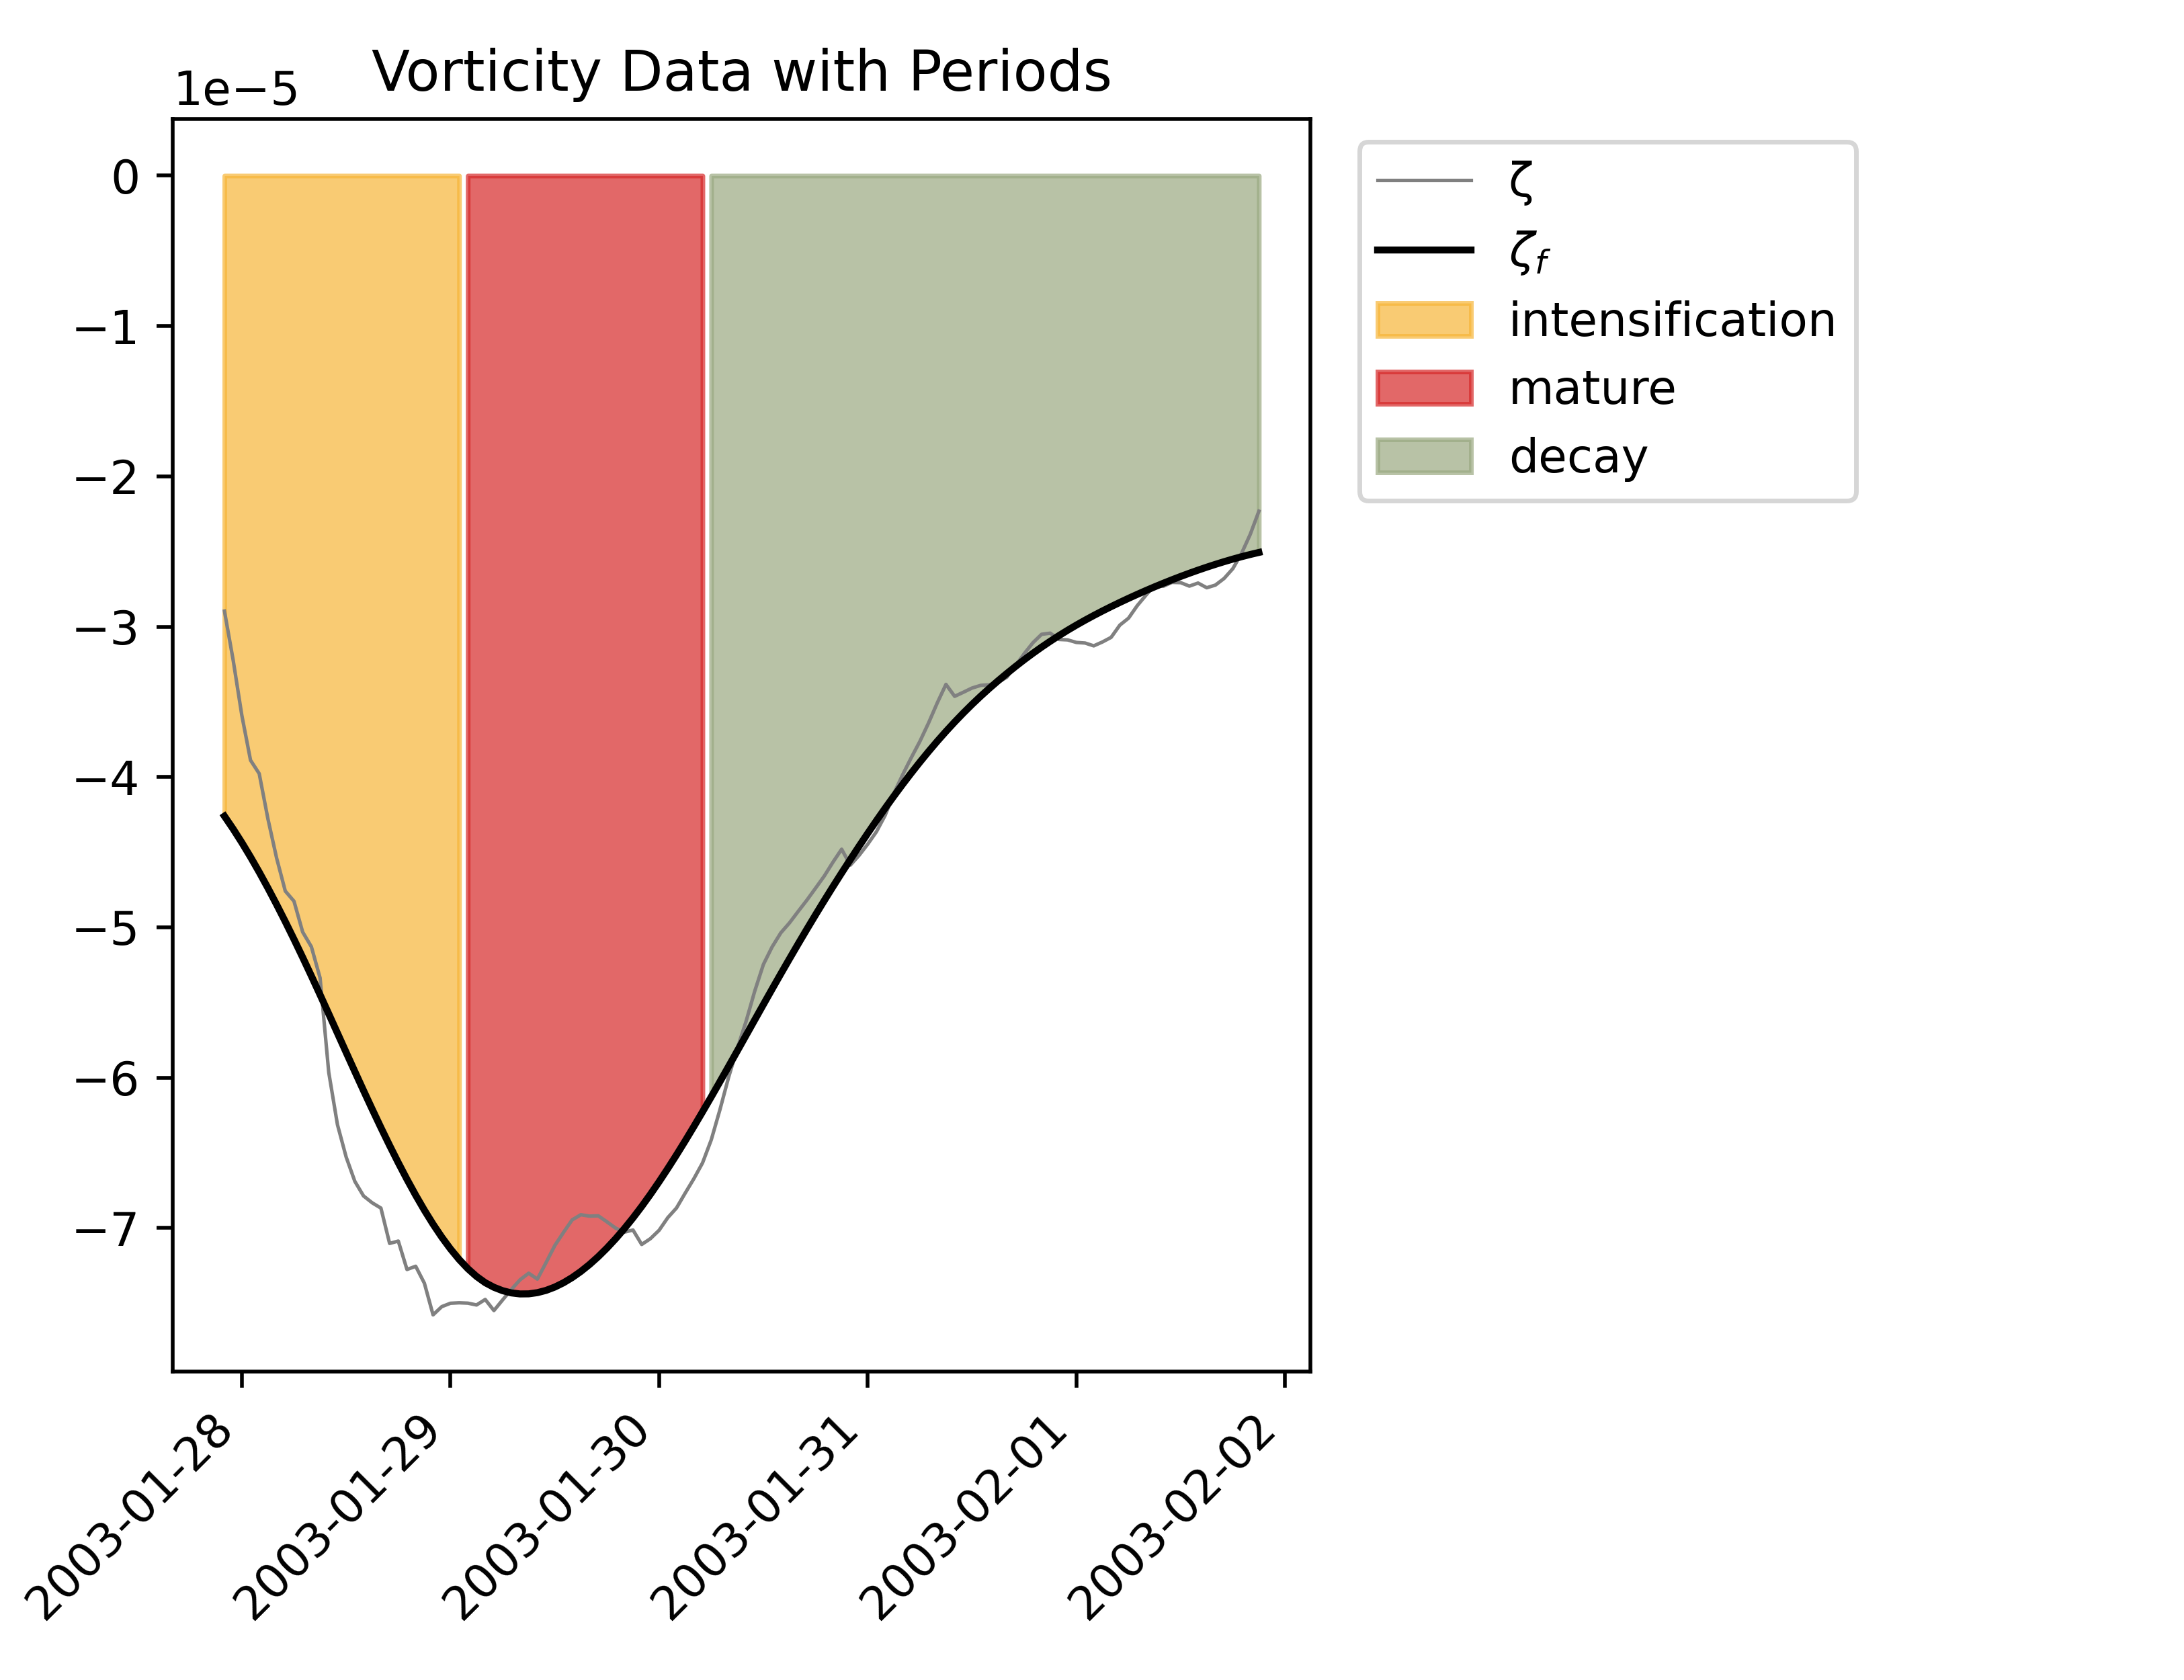 Vorticity Data with Periods
1e−5
0
−1
−2
−3
−4
−5
−6
−7
2003-01-28
2003-01-29
2003-01-30
2003-01-31
2003-02-01
2003-02-02
ζ
ζf
intensification
mature
decay